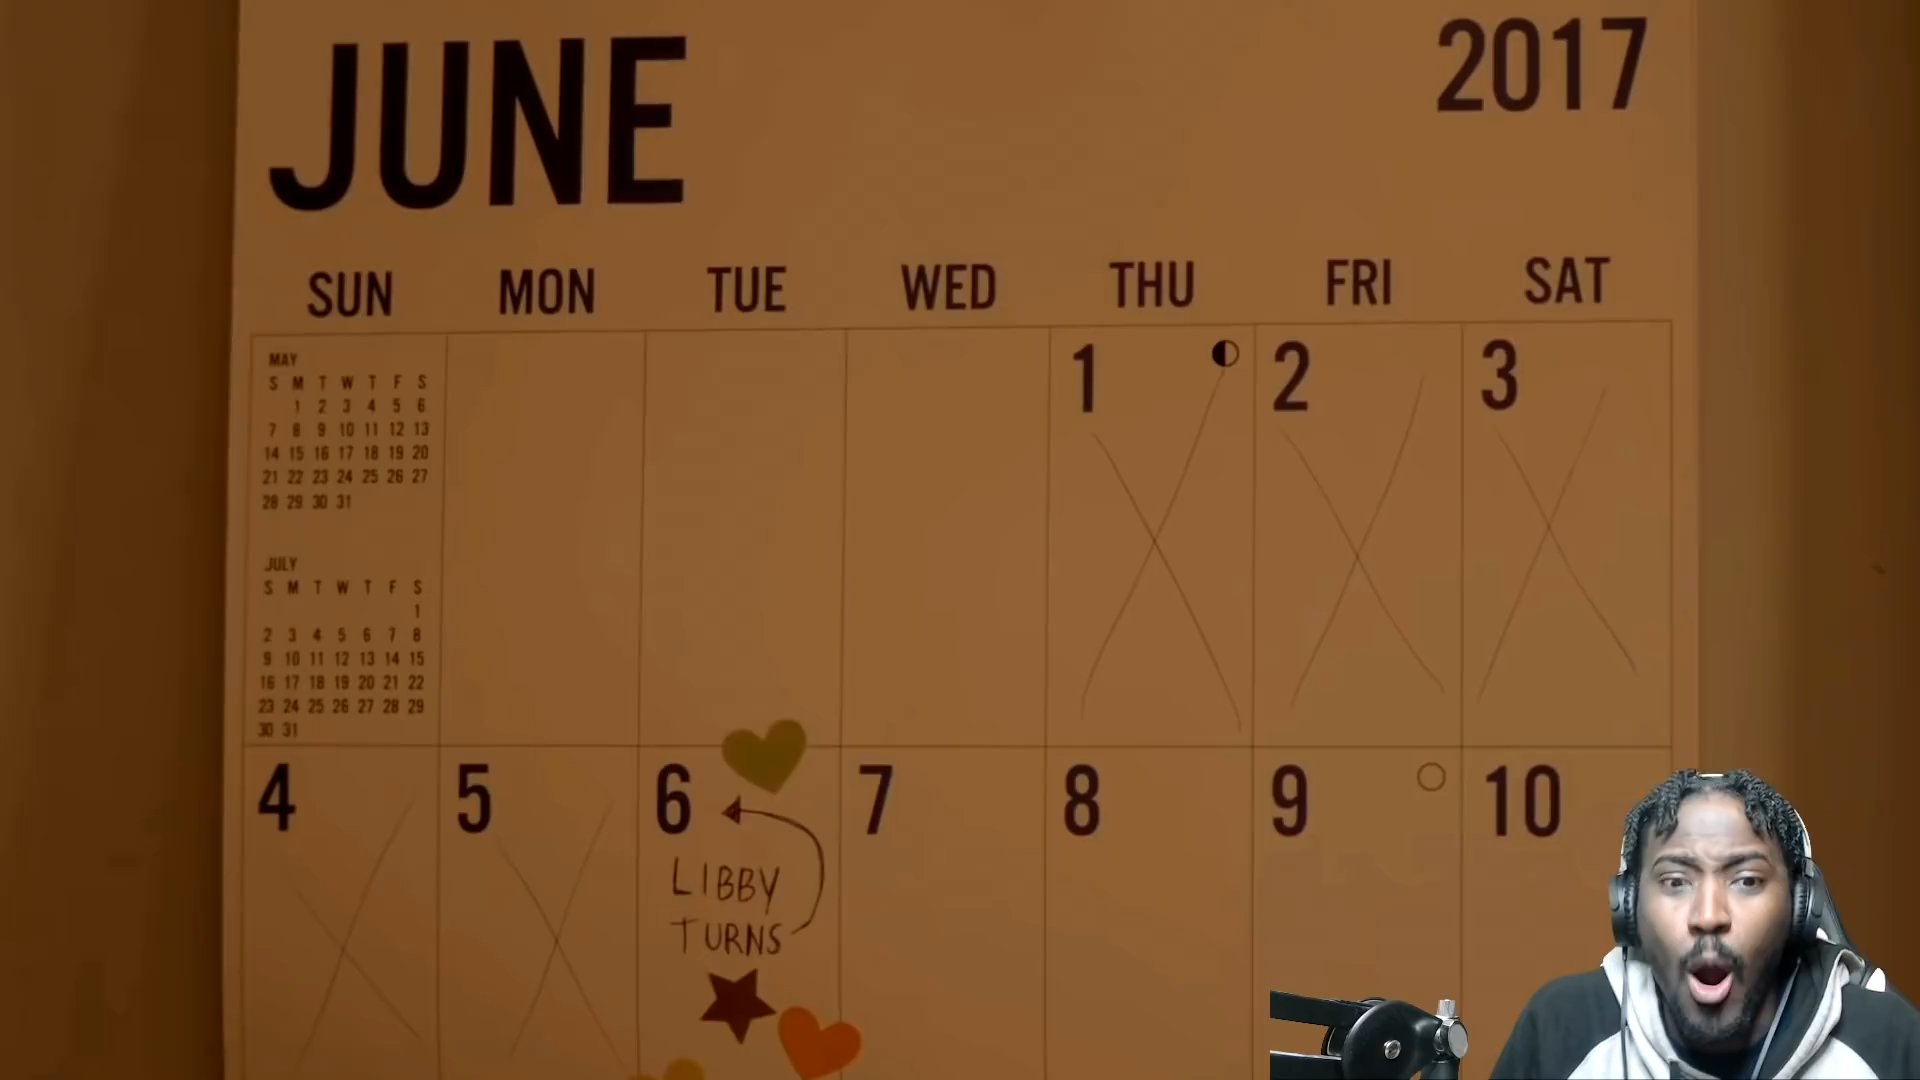 JUNE
2017
SUN MON TUE WED THU FRI SAT
MAY
S M T W T F S
1 2 3 4 5 6
7 8 9 10 11 12 13
14 15 16 17 18 19 20
21 22 23 24 25 26 27
28 29 30 31
JULY
S M T W T F S
1
2 3 4 5 6 7 8
9 10 11 12 13 14 15
16 17 18 19 20 21 22
23 24 25 26 27 28 29
30 31
1 2 3
4 5 6 7 8 9 10
LIBBY
TURNS